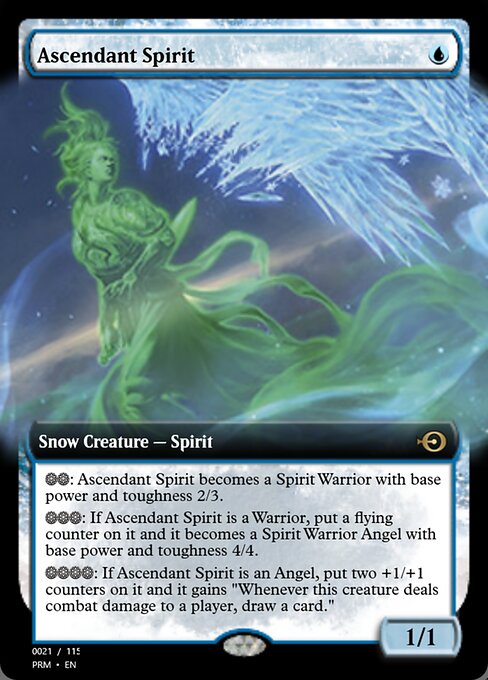 Ascendant Spirit
Snow Creature — Spirit
: Ascendant Spirit becomes a Spirit Warrior with base
power and toughness 2/3.
: If Ascendant Spirit is a Warrior, put a flying
counter on it and it becomes a Spirit Warrior Angel with
base power and toughness 4/4.
: If Ascendant Spirit is an Angel, put two +1/+1
counters on it and it gains "Whenever this creature deals
combat damage to a player, draw a card."
1/1
0021 / 115
PRM • EN